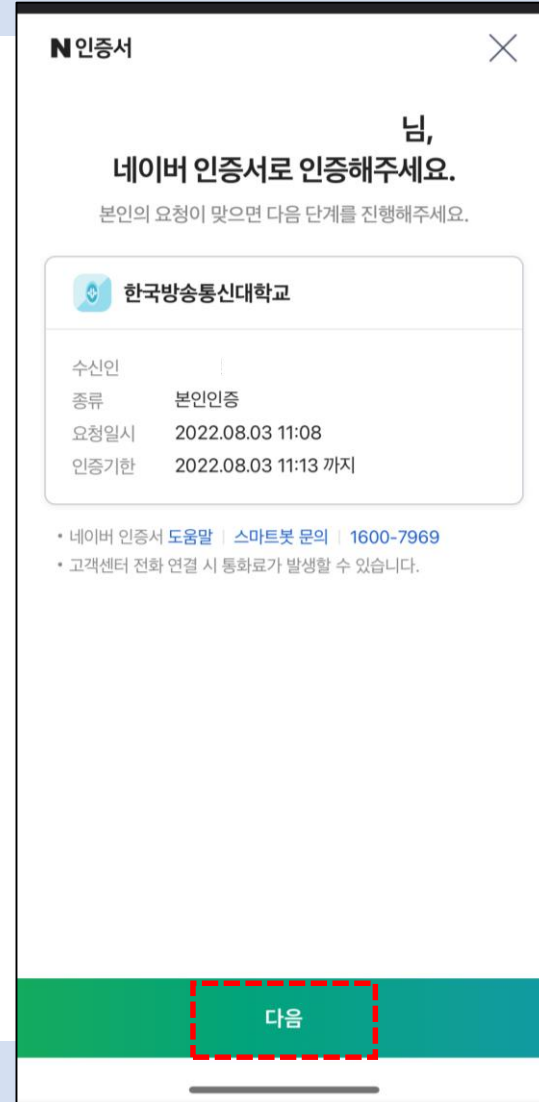 N인증서
님,
네이버 인증서로 인증해주세요.
본인의 요청이 맞으면 다음 단계를 진행해주세요.
한국방송통신대학교
수신인
종류 본인인증
요청일시 2022.08.03 11:08
인증기한 2022.08.03 11:13 까지
• 네이버 인증서 도움말 | 스마트봇 문의 | 1600-7969
• 고객센터 전화 연결 시 통화료가 발생할 수 있습니다.
다음